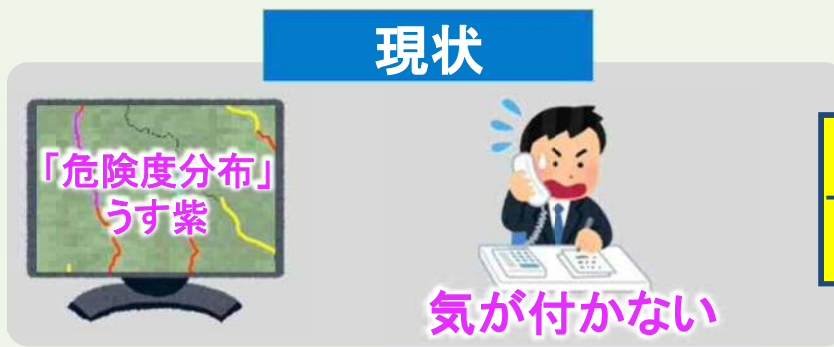 現状
「危険度分布」
うす紫
気が付かない